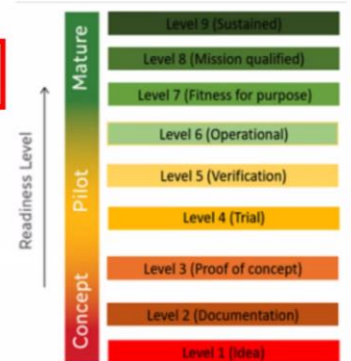 Readiness Level
Mature
Pilot
Concept
Level 9 (Sustained)
Level 8 (Mission qualified)
Level 7 (Fitness for purpose)
Level 6 (Operational)
Level 5 (Verification)
Level 4 (Trial)
Level 3 (Proof of concept)
Level 2 (Documentation)
Level 1 (Idea)